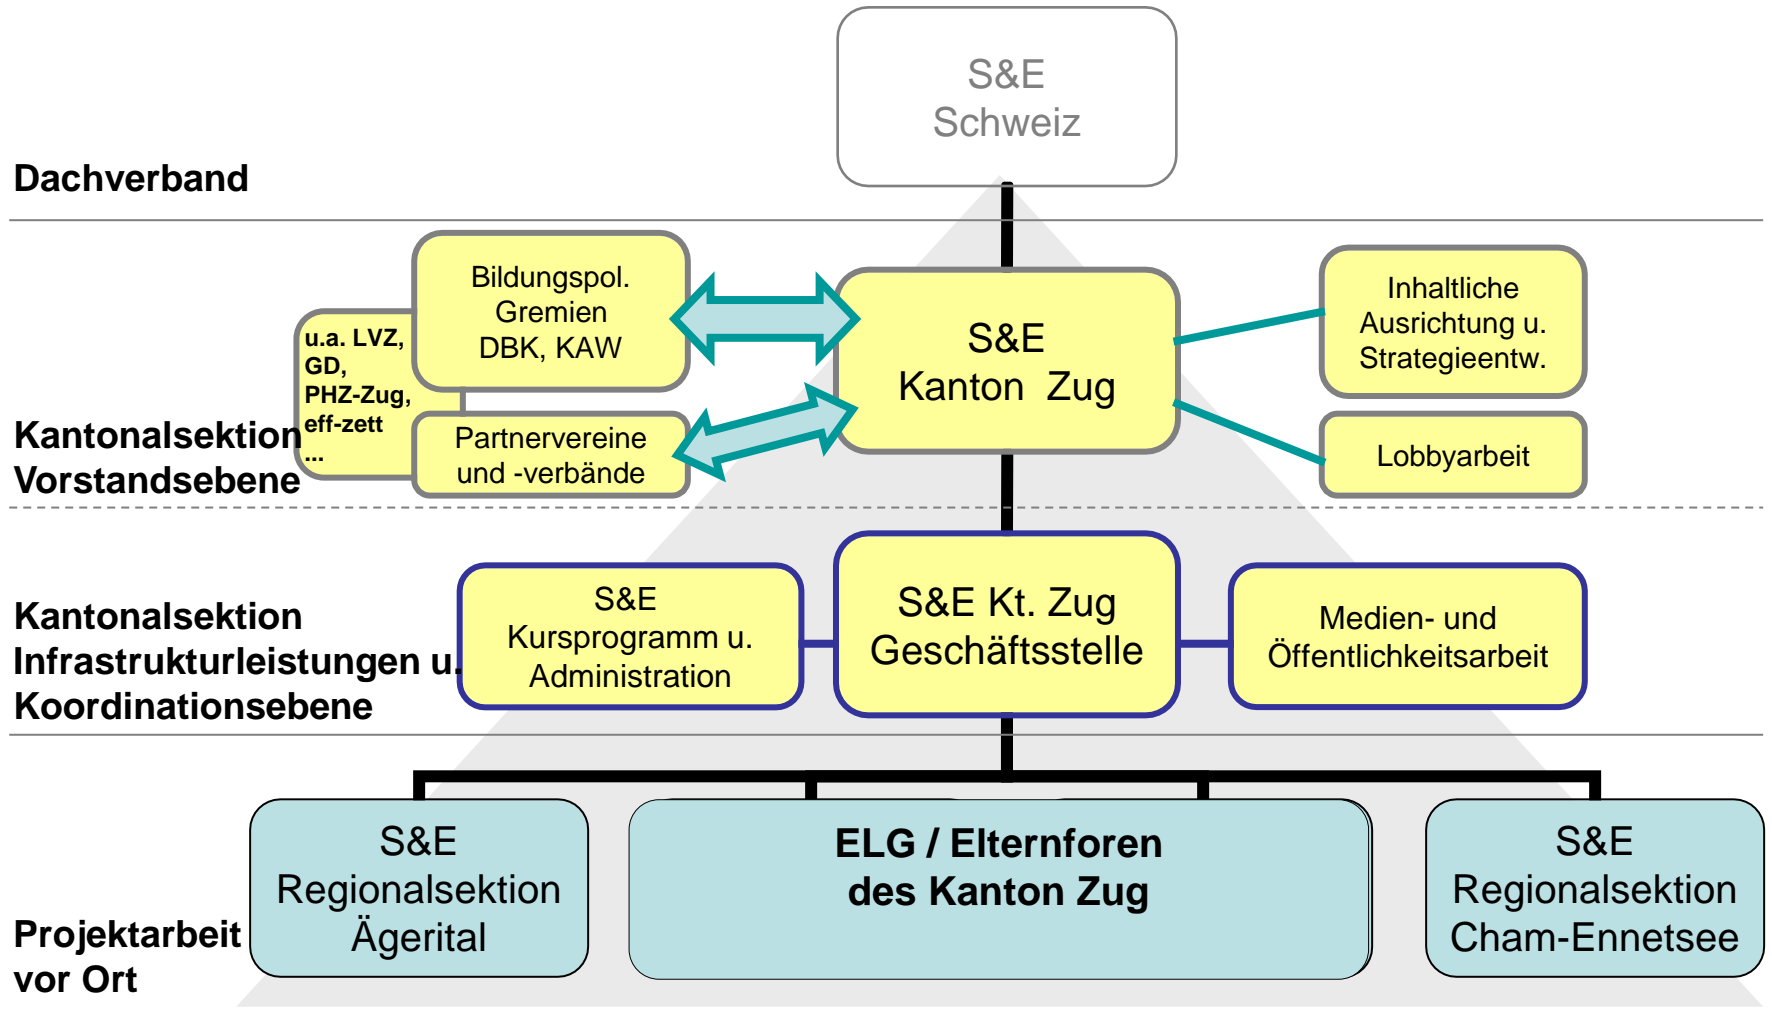 S&E
Schweiz
Dachverband
Bildungspol.
Gremien
DBK, KAW
u.a. LVZ,
GD,
PHZ-Zug,
eff-zett
...
Partnervereine
und -verbände
S&E
Kanton  Zug
Inhaltliche
Ausrichtung u.
Strategieentw.
Lobbyarbeit
Kantonalsektion
Vorstandsebene
Kantonalsektion
Infrastrukturleistungen u.
Koordinationsebene
S&E
Kursprogramm u.
Administration
S&E Kt. Zug
Geschäftsstelle
Medien- und
Öffentlichkeitsarbeit
Projektarbeit
vor Ort
S&E
Regionalsektion
Ägerital
ELG / Elternforen
des Kanton Zug
S&E
Regionalsektion
Cham-Ennetsee